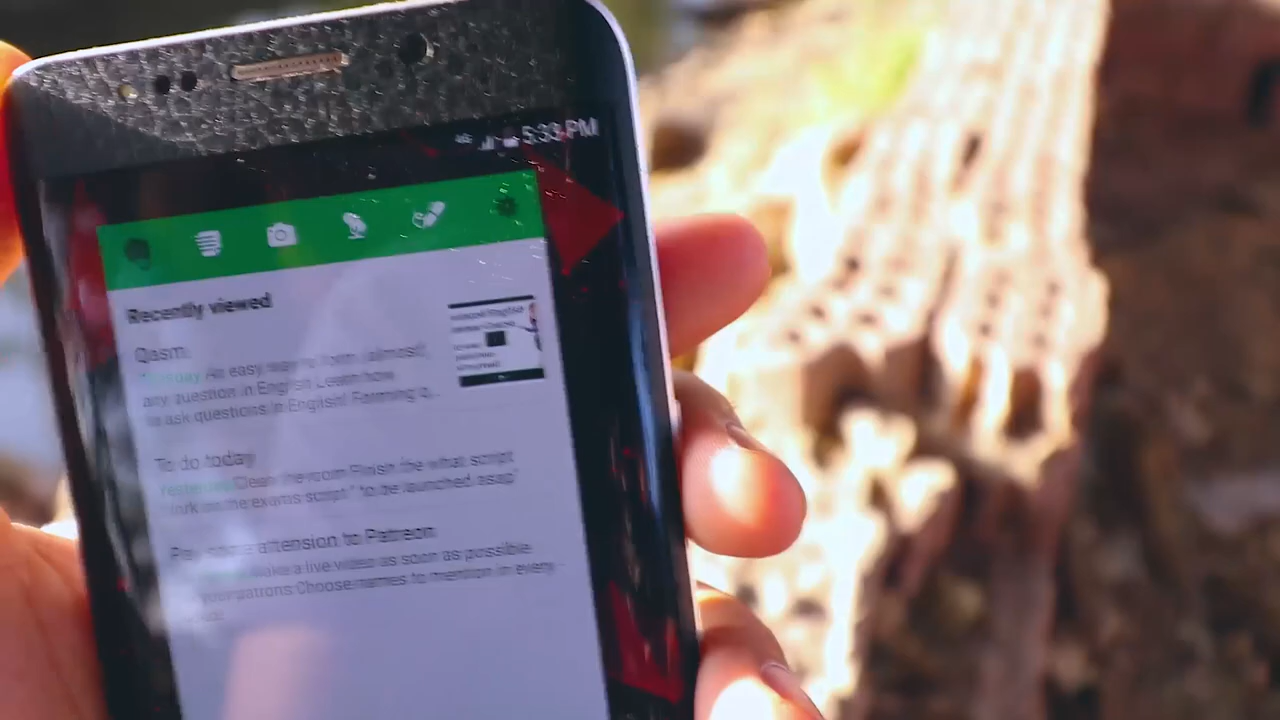 5:33 PM
Recently viewed
Qasm
An easy way to form (almost)
any question in English Learn how
to ask questions in English! Forming q...
To do today
Yesterday Clean the room Finish the what script
on the exams script" "to be launched asap"
attension to Patreon
Make a live video as soon as possible
patrons Choose names to mention in every